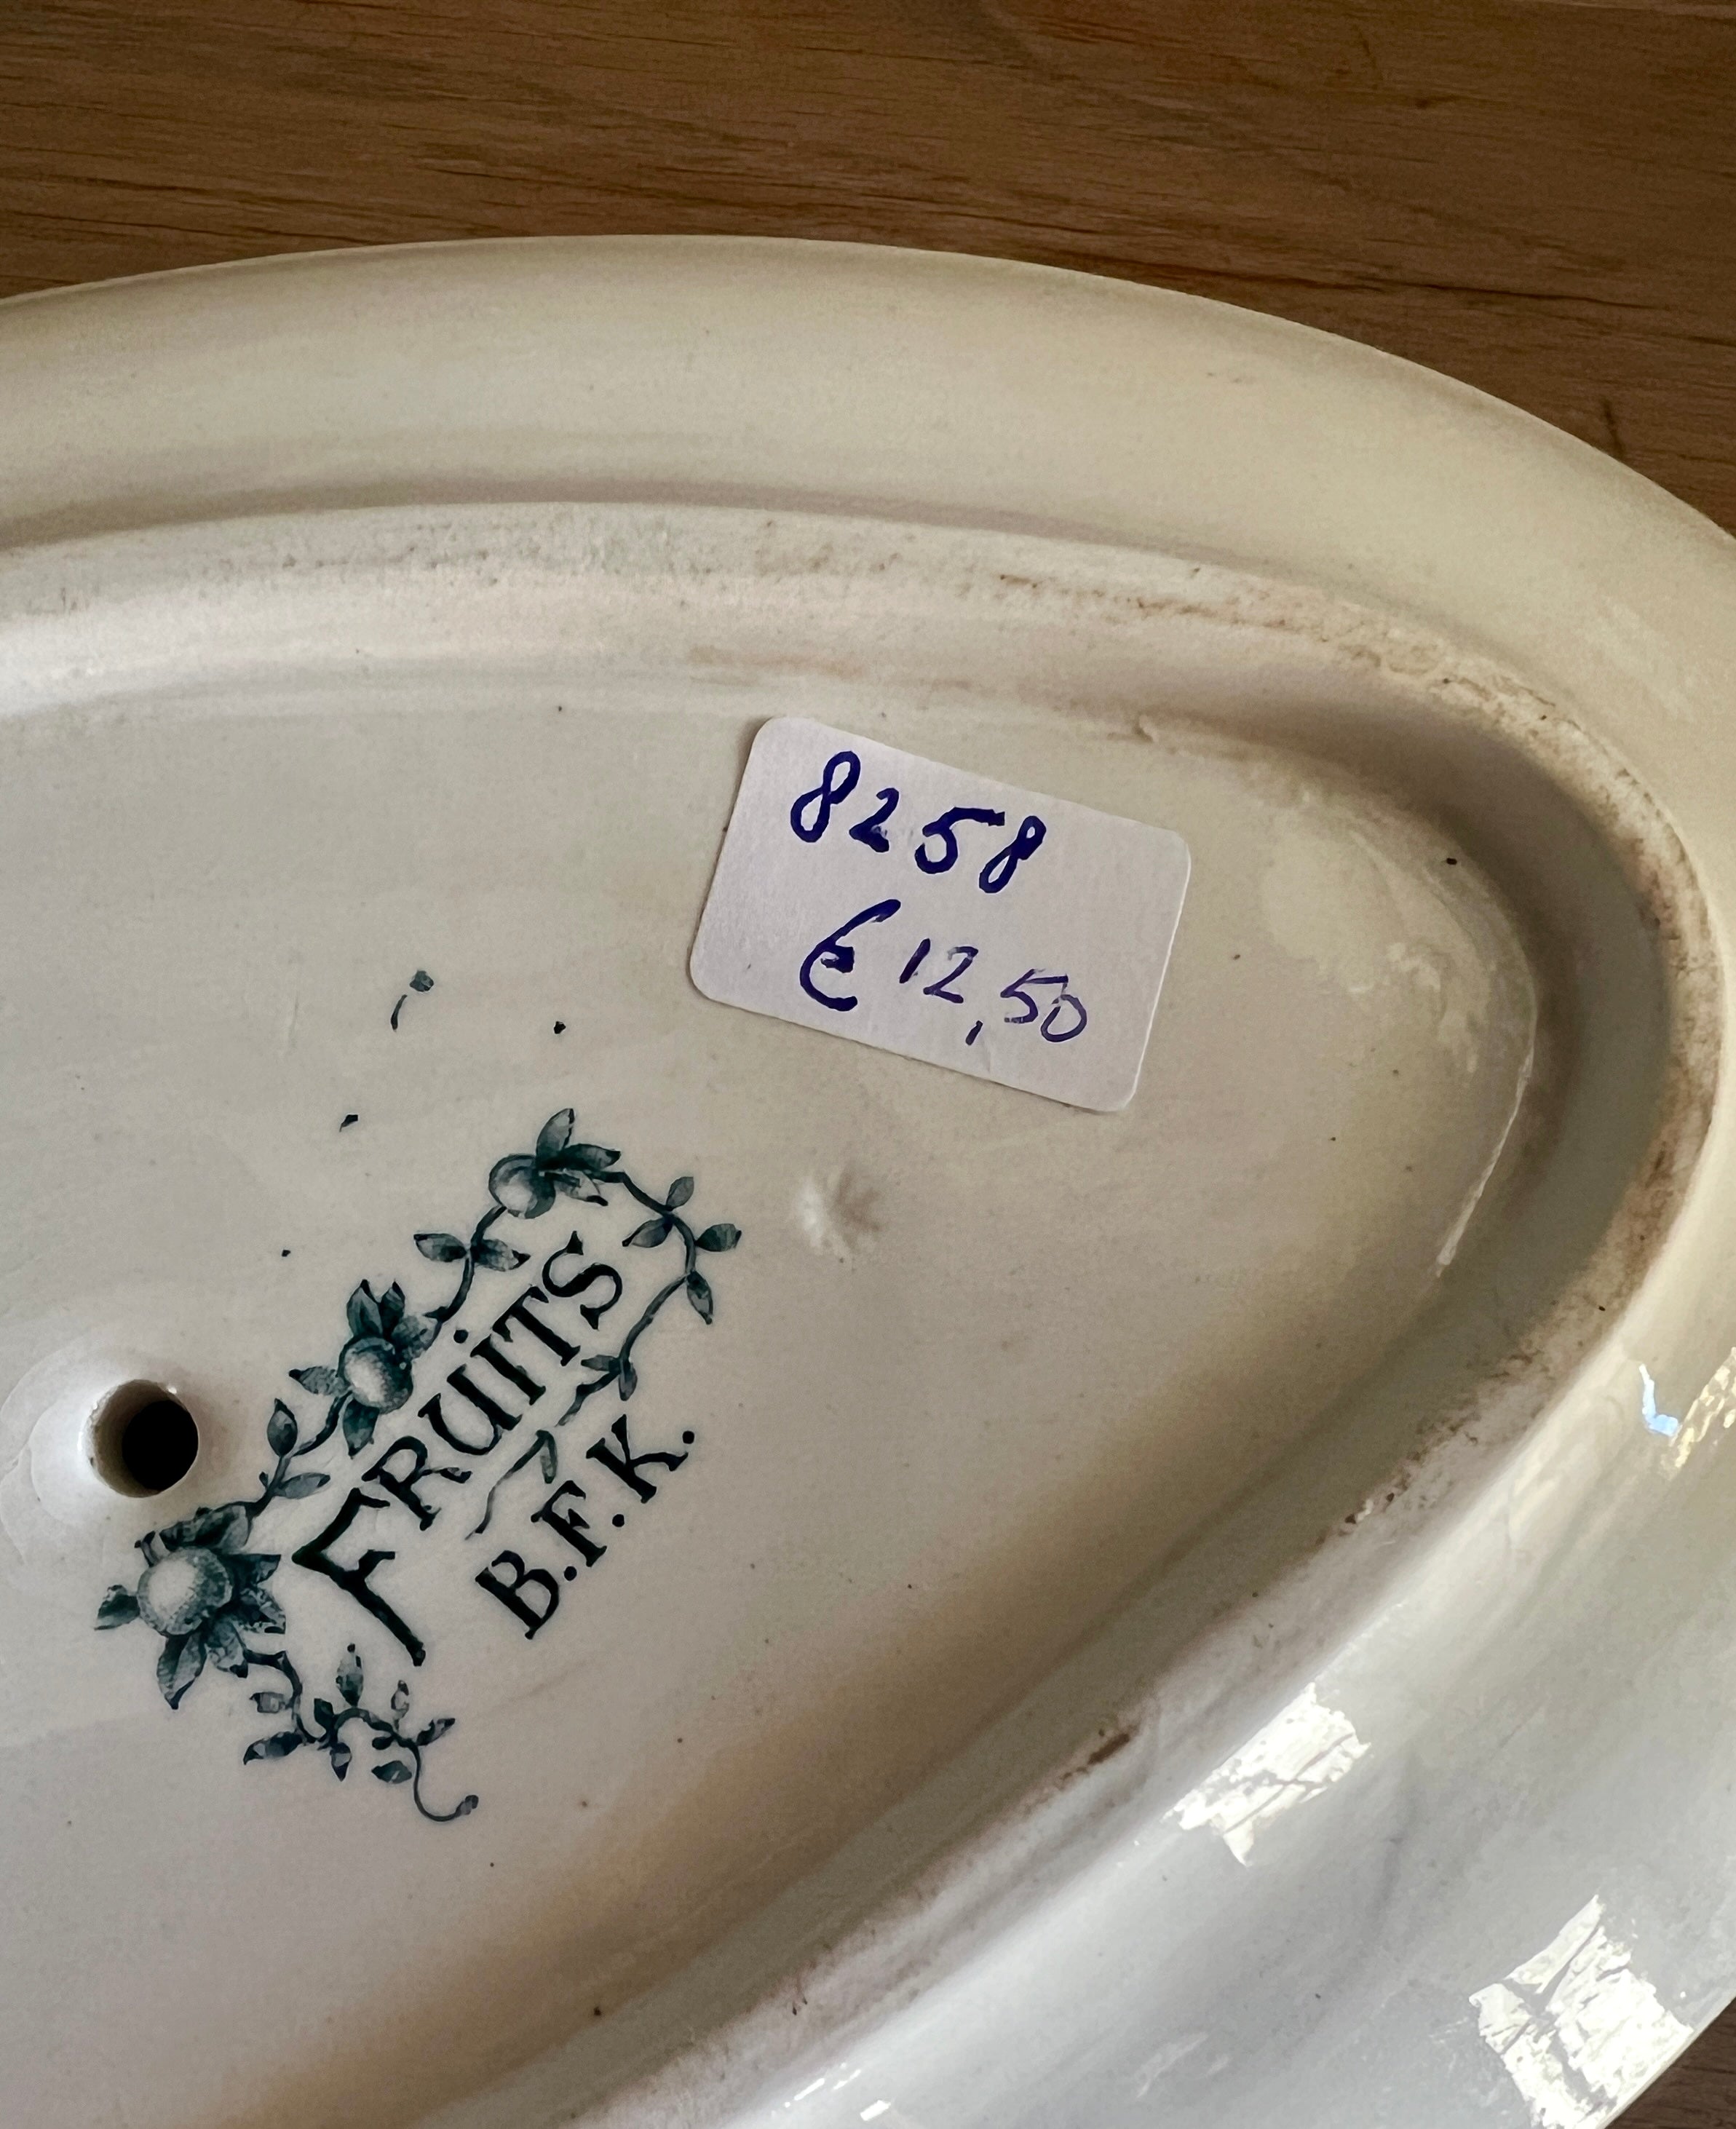 8258
€ 12,50
FRUiTS
B.F.K.